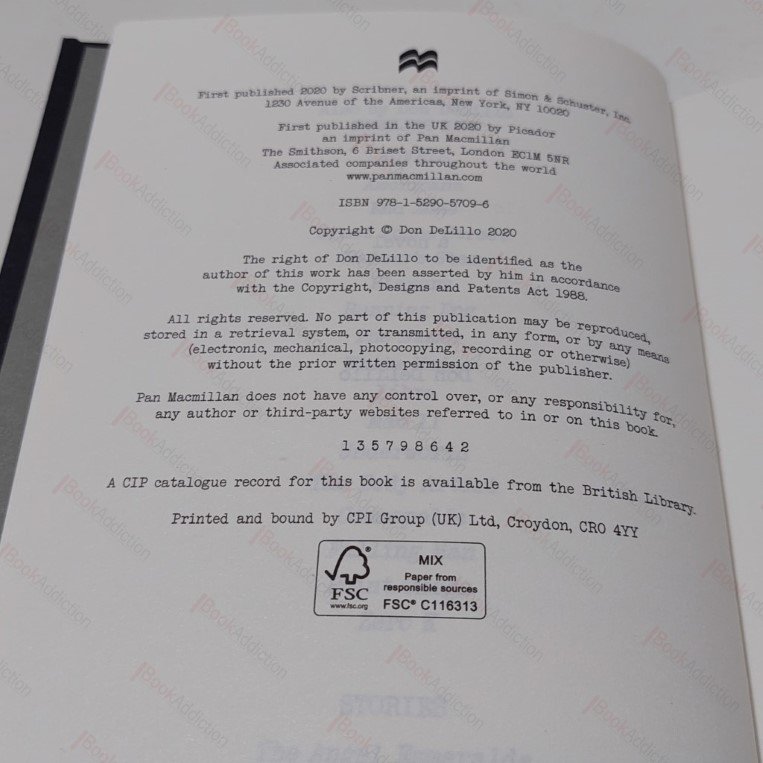 First published 2020 by Scribner, an imprint of Simon & Schuster, Inc.
1230 Avenue of the Americas, New York, NY 10020
First published in the UK 2020 by Picador
an imprint of Pan Macmillan
The Smithson, 6 Briset Street, London EC1M 5NR
Associated companies throughout the world
www.panmacmillan.com
ISBN 978-1-5290-5709-6
Copyright © Don DeLillo 2020
The right of Don DeLillo to be identified as the
author of this work has been asserted by him in accordance
with the Copyright, Designs and Patents Act 1988.
All rights reserved. No part of this publication may be reproduced,
stored in a retrieval system, or transmitted, in any form, or by any means
(electronic, mechanical, photocopying, recording or otherwise)
without the prior written permission of the publisher.
Pan Macmillan does not have any control over, or any responsibility for,
any author or third-party websites referred to in or on this book.
1 3 5 7 9 8 6 4 2
A CIP catalogue record for this book is available from the British Library.
Printed and bound by CPI Group (UK) Ltd, Croydon, CR0 4YY
FSC®
www.fsc.org
MIX
Paper from
responsible sources
FSC® C116313
STORIES
The Angel Esmeralda
BookAddiction